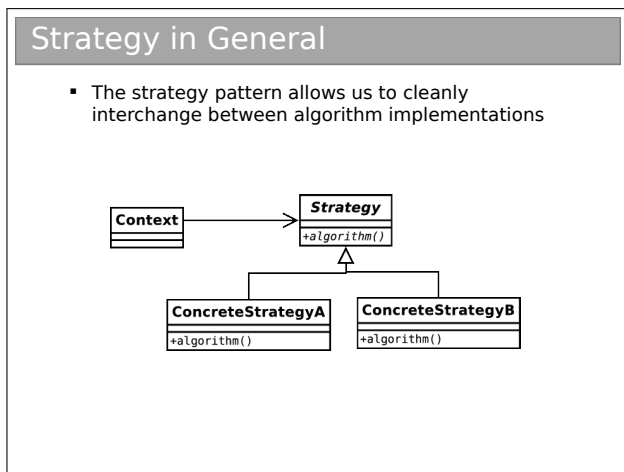 Strategy in General
▪ The strategy pattern allows us to cleanly
interchange between algorithm implementations
Strategy
Context
+algorithm()
ConcreteStrategyA
ConcreteStrategyB
+algorithm()
+algorithm()